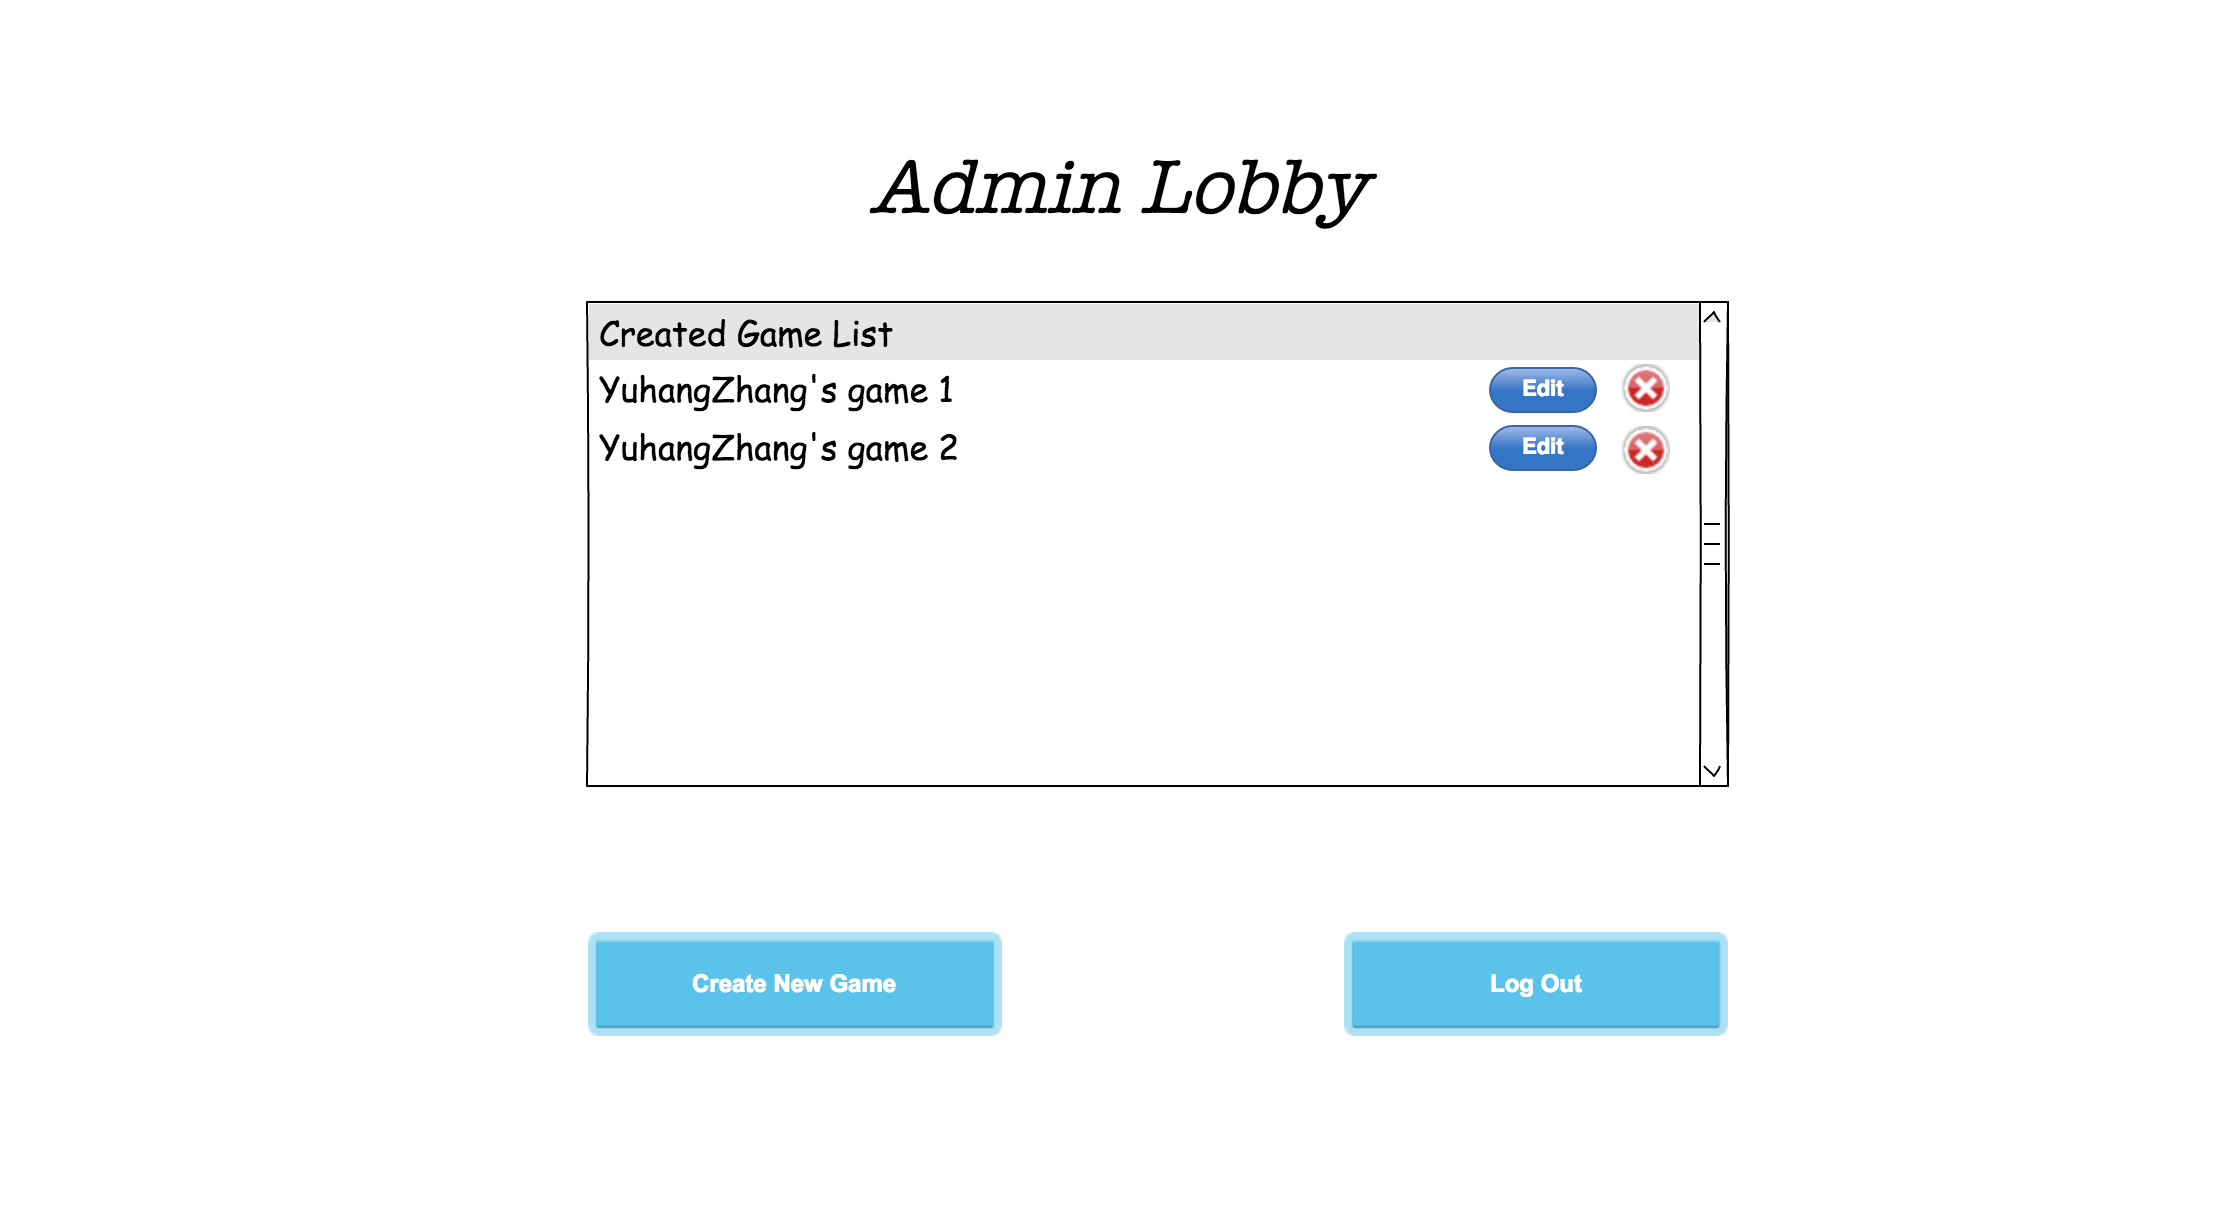 Admin Lobby
Created Game List
YuhangZhang's game 1 Edit
YuhangZhang's game 2 Edit
Create New Game Log Out